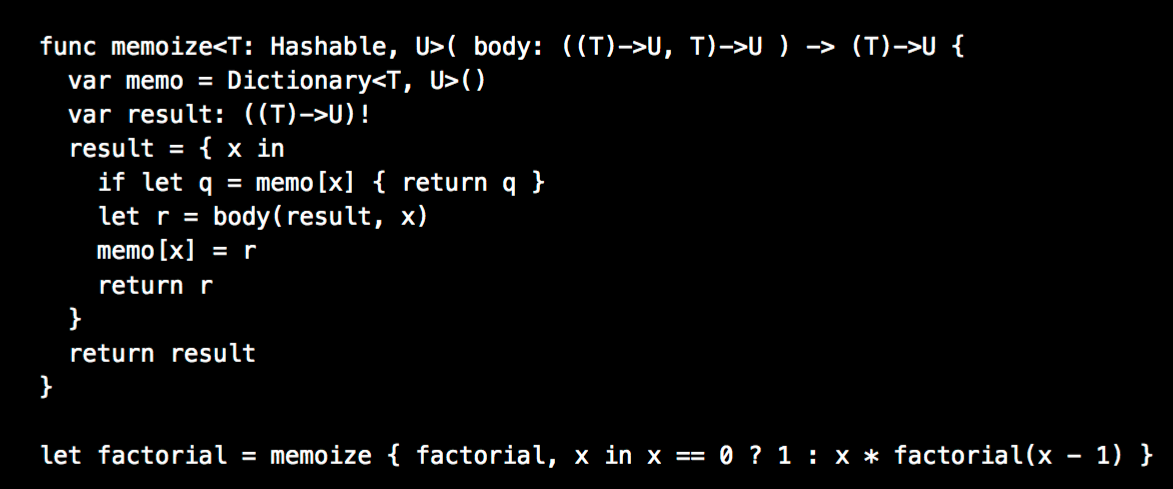 func memoize<T: Hashable, U>( body: ((T)->U, T)->U ) -> (T)->U {
  var memo = Dictionary<T, U>()
  var result: ((T)->U)!
  result = { x in
    if let q = memo[x] { return q }
    let r = body(result, x)
    memo[x] = r
    return r
  }
  return result
}

let factorial = memoize { factorial, x in x == 0 ? 1 : x * factorial(x - 1) }